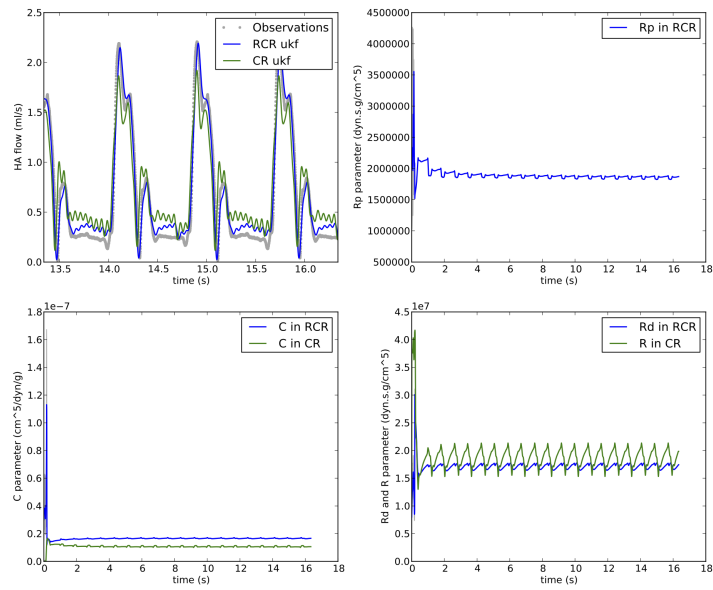 2.5
2.0
1.5
1.0
0.5
0.0
HA flow (ml/s)
Observations
RCR ukf
CR ukf
13.5 14.0 14.5 15.0 15.5 16.0
time (s)
4500000
4000000
3500000
3000000
2500000
2000000
1500000
1000000
500000
Rp parameter (dyn.s.g/cm^5)
Rp in RCR
0 2 4 6 8 10 12 14 16 18
time (s)
1e−7
1.8
1.6
1.4
1.2
1.0
0.8
0.6
0.4
0.2
0.0
C parameter (cm^5/dyn/g)
C in RCR
C in CR
0 2 4 6 8 10 12 14 16 18
time (s)
1e7
4.5
4.0
3.5
3.0
2.5
2.0
1.5
1.0
0.5
0.0
Rd and R parameter (dyn.s.g/cm^5)
Rd in RCR
R in CR
0 2 4 6 8 10 12 14 16 18
time (s)